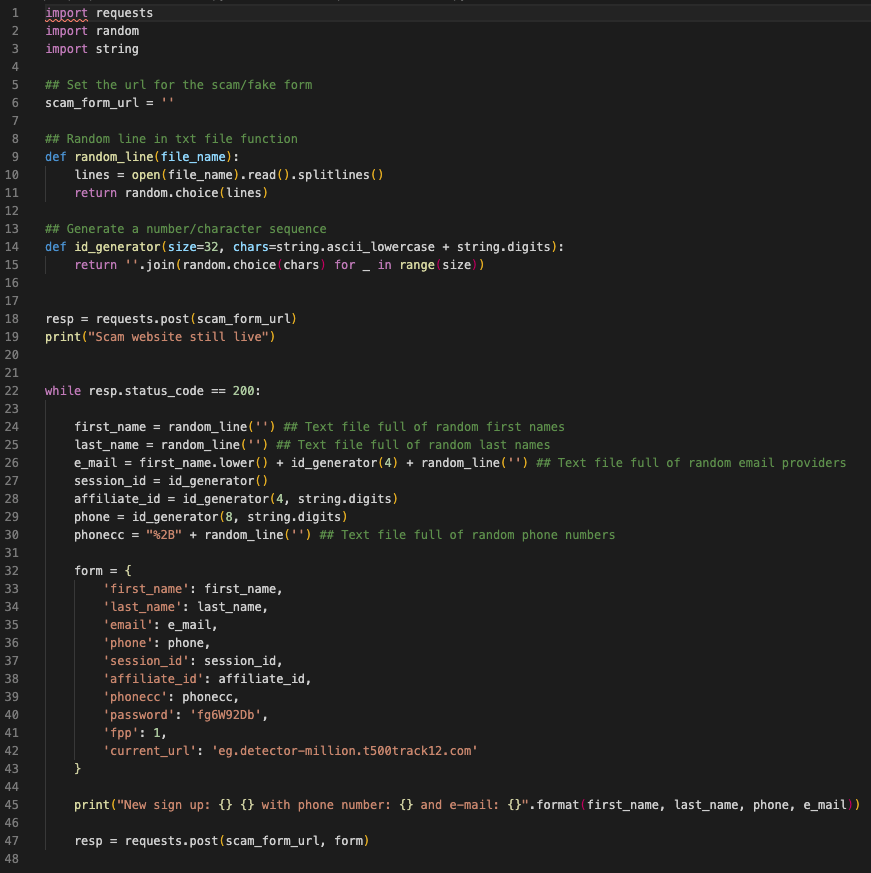 1 import requests
2 import random
3 import string
4
5 ## Set the url for the scam/fake form
6 scam_form_url = ''
7
8 ## Random line in txt file function
9 def random_line(file_name):
10     lines = open(file_name).read().splitlines()
11     return random.choice(lines)
12
13 ## Generate a number/character sequence
14 def id_generator(size=32, chars=string.ascii_lowercase + string.digits):
15     return ''.join(random.choice(chars) for _ in range(size))
16
17
18 resp = requests.post(scam_form_url)
19 print("Scam website still live")
20
21
22 while resp.status_code == 200:
23
24     first_name = random_line('') ## Text file full of random first names
25     last_name = random_line('') ## Text file full of random last names
26     e_mail = first_name.lower() + id_generator(4) + random_line('') ## Text file full of random email providers
27     session_id = id_generator()
28     affiliate_id = id_generator(4, string.digits)
29     phone = id_generator(8, string.digits)
30     phonecc = "%2B" + random_line('') ## Text file full of random phone numbers
31
32     form = {
33         'first_name': first_name,
34         'last_name': last_name,
35         'email': e_mail,
36         'phone': phone,
37         'session_id': session_id,
38         'affiliate_id': affiliate_id,
39         'phonecc': phonecc,
40         'password': 'fg6W92Db',
41         'fpp': 1,
42         'current_url': 'eg.detector-million.t500track12.com'
43     }
44
45     print("New sign up: {} {} with phone number: {} and e-mail: {}".format(first_name, last_name, phone, e_mail))
46
47     resp = requests.post(scam_form_url, form)
48